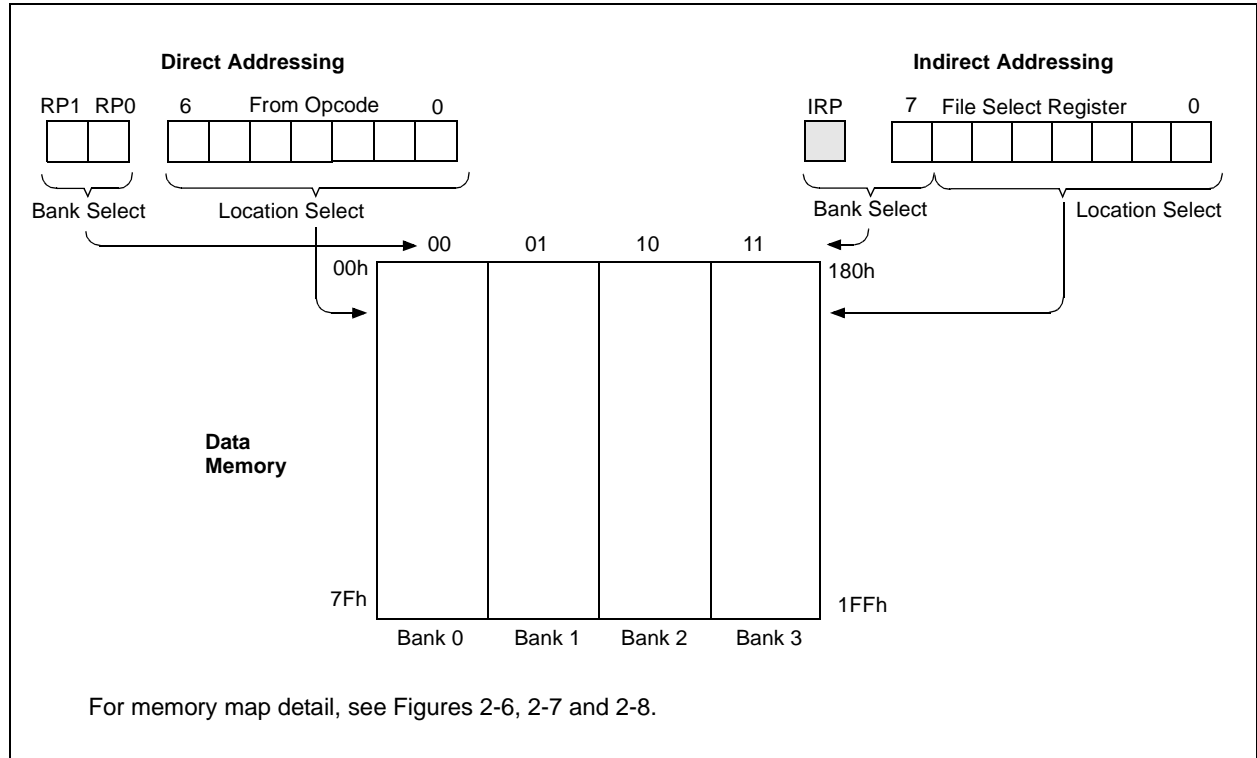 Direct Addressing
Indirect Addressing
RP1 RP0
6 From Opcode 0
IRP
7 File Select Register 0
Bank Select
Location Select
Bank Select
Location Select
00 01 10 11
00h
180h
Data
Memory
7Fh
1FFh
Bank 0 Bank 1 Bank 2 Bank 3
For memory map detail, see Figures 2-6, 2-7 and 2-8.